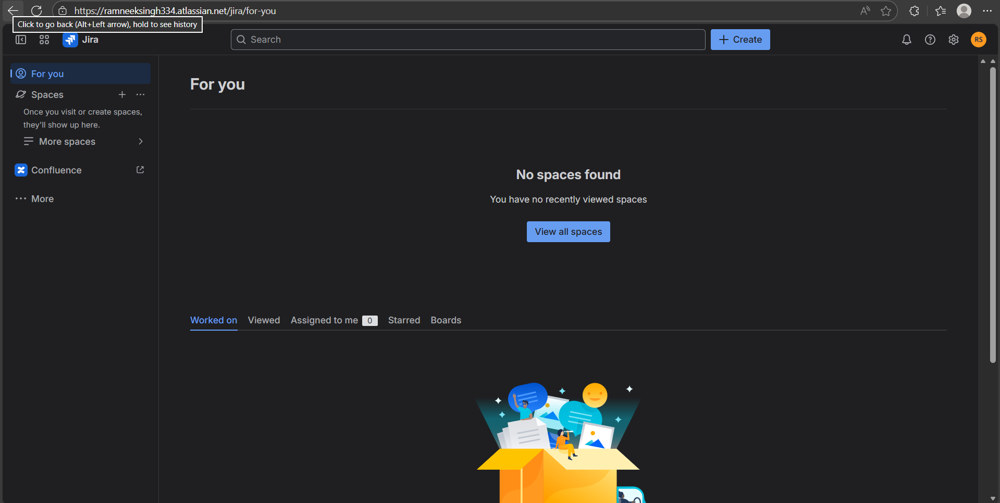 https://ramneeksingh334.atlassian.net/jira/for-you
Click to go back (Alt+Left arrow), hold to see history
Jira
Search
Create
RS
For you
Spaces
Once you visit or create spaces,
they'll show up here.
More spaces
Confluence
More
For you
No spaces found
You have no recently viewed spaces
View all spaces
Worked on Viewed Assigned to me 0 Starred Boards